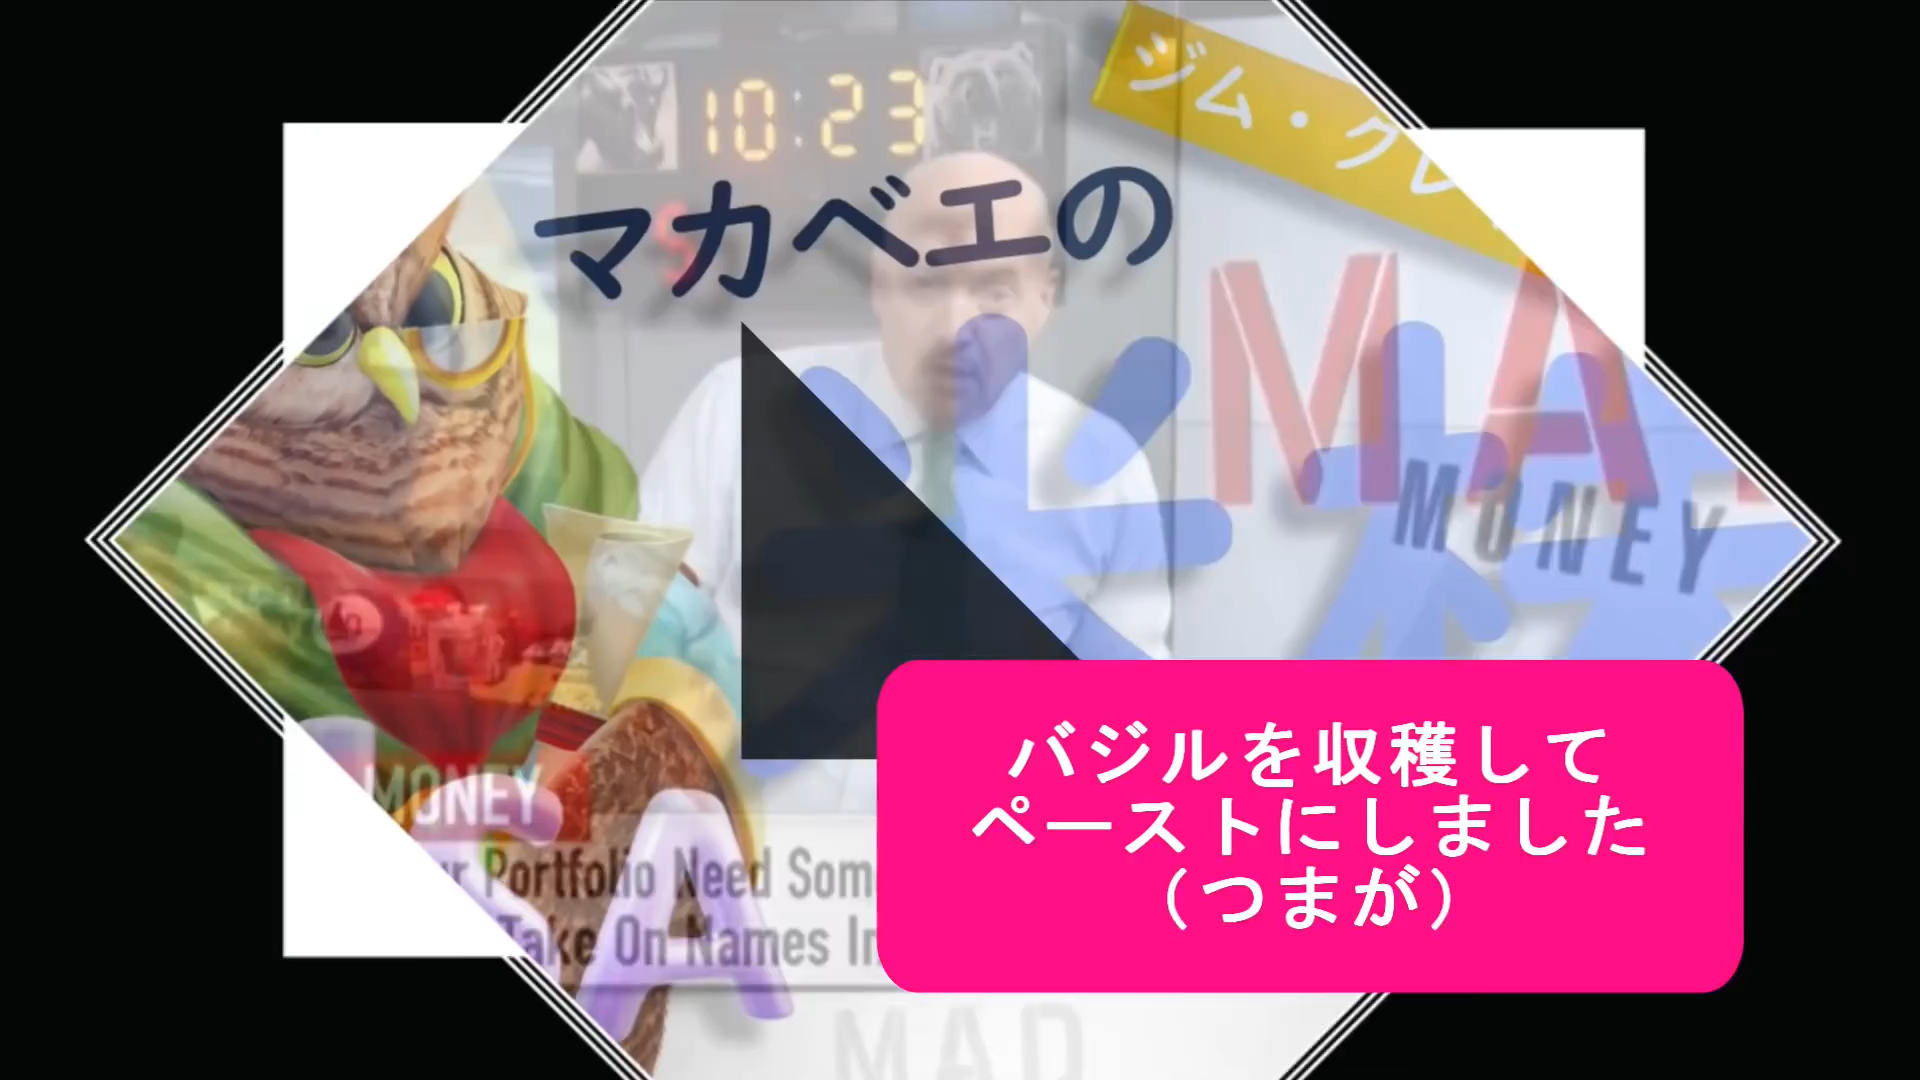 10:23
ジム・クレ
マカベエの
米株
MA
MONEY
MONEY
Portfolio Need Som
Take On Names In
MAD
バジルを収穫して
ペーストにしました
（つまが）